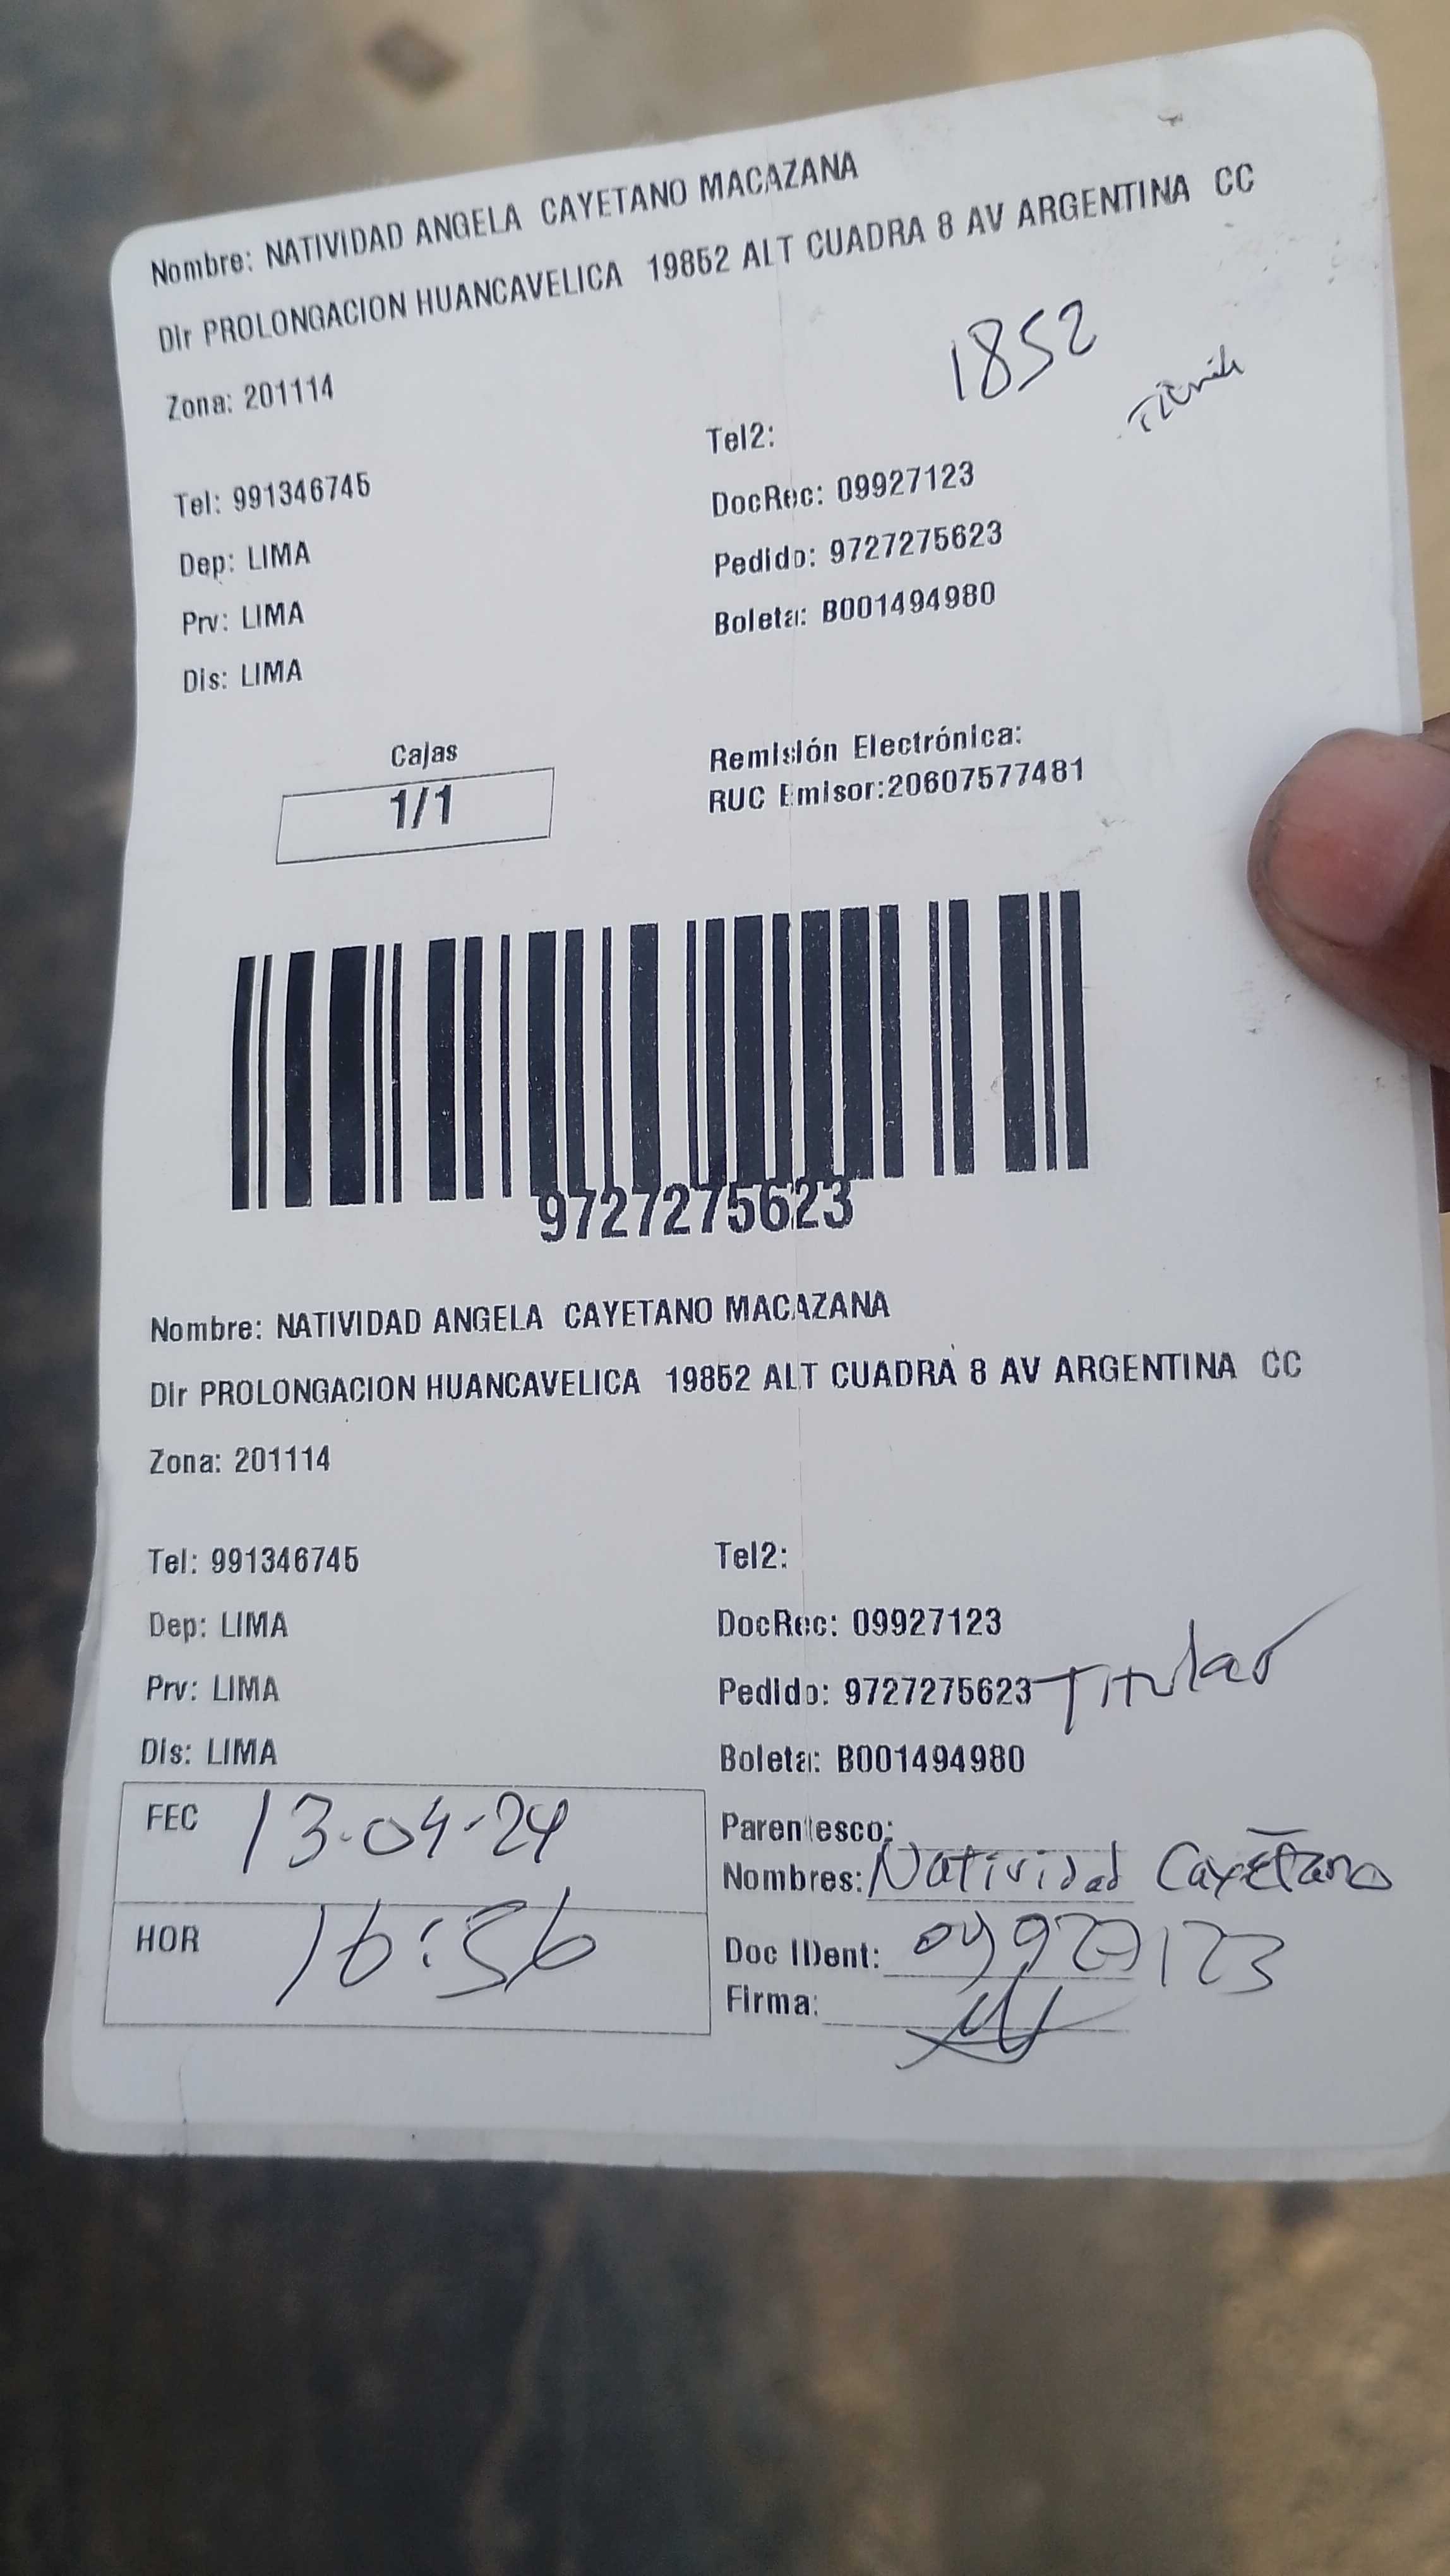 Nombre: NATIVIDAD ANGELA CAYETANO MACAZANA
Dir PROLONGACION HUANCAVELICA 19852 ALT CUADRA 8 AV ARGENTINA CC
1852
Zona: 201114
Tel2:
Tel: 991346745
DocRec: 09927123
Dep: LIMA
Pedido: 9727275623
Prv: LIMA
Boleta: B001494980
Dis: LIMA
Cajas
1/1
Remisión Electrónica:
RUC Emisor:20607577481
9727275623
Nombre: NATIVIDAD ANGELA CAYETANO MACAZANA
Dir PROLONGACION HUANCAVELICA 19852 ALT CUADRA 8 AV ARGENTINA CC
Zona: 201114
Tel: 991346745
Tel2:
Dep: LIMA
DocRec: 09927123
Prv: LIMA
Pedido: 9727275623 Titular
Dis: LIMA
Boleta: B001494980
FEC 13-04-24
Parentesco:
Nombres: Natividad Cayetano
HOR 16:56
Doc IDent: 09927123
Firma: